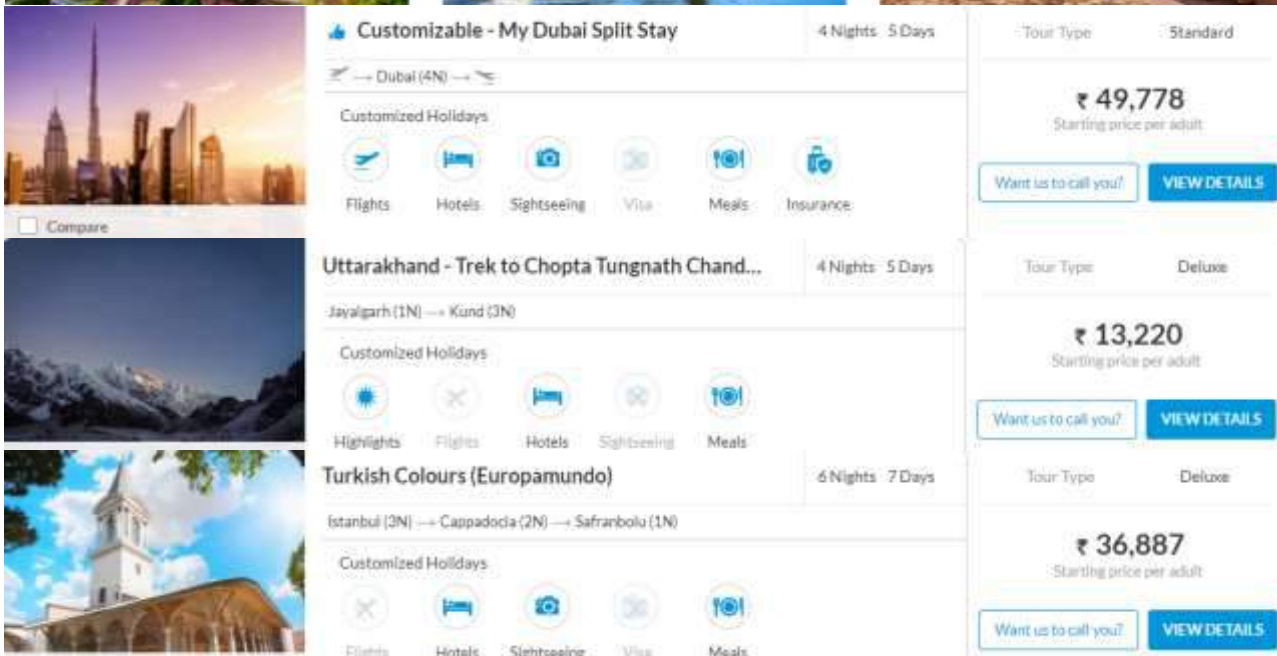 Customizable - My Dubai Split Stay
4 Nights 5 Days
Tour Type
Standard
→ Dubai (4N) →
Customized Holidays
₹ 49,778
Starting price per adult
Flights
Hotels
Sightseeing
Visa
Meals
Insurance
Want us to call you?
VIEW DETAILS
Compare
Uttarakhand - Trek to Chopta Tungnath Chand...
4 Nights 5 Days
Tour Type
Deluxe
Jayalgarh (1N) → Kund (3N)
Customized Holidays
₹ 13,220
Starting price per adult
Highlights
Flights
Hotels
Sightseeing
Meals
Want us to call you?
VIEW DETAILS
Turkish Colours (Europamundo)
6 Nights 7 Days
Tour Type
Deluxe
Istanbul (3N) → Cappadocia (2N) → Safranbolu (1N)
Customized Holidays
₹ 36,887
Starting price per adult
Flights
Hotels
Sightseeing
Visa
Meals
Want us to call you?
VIEW DETAILS